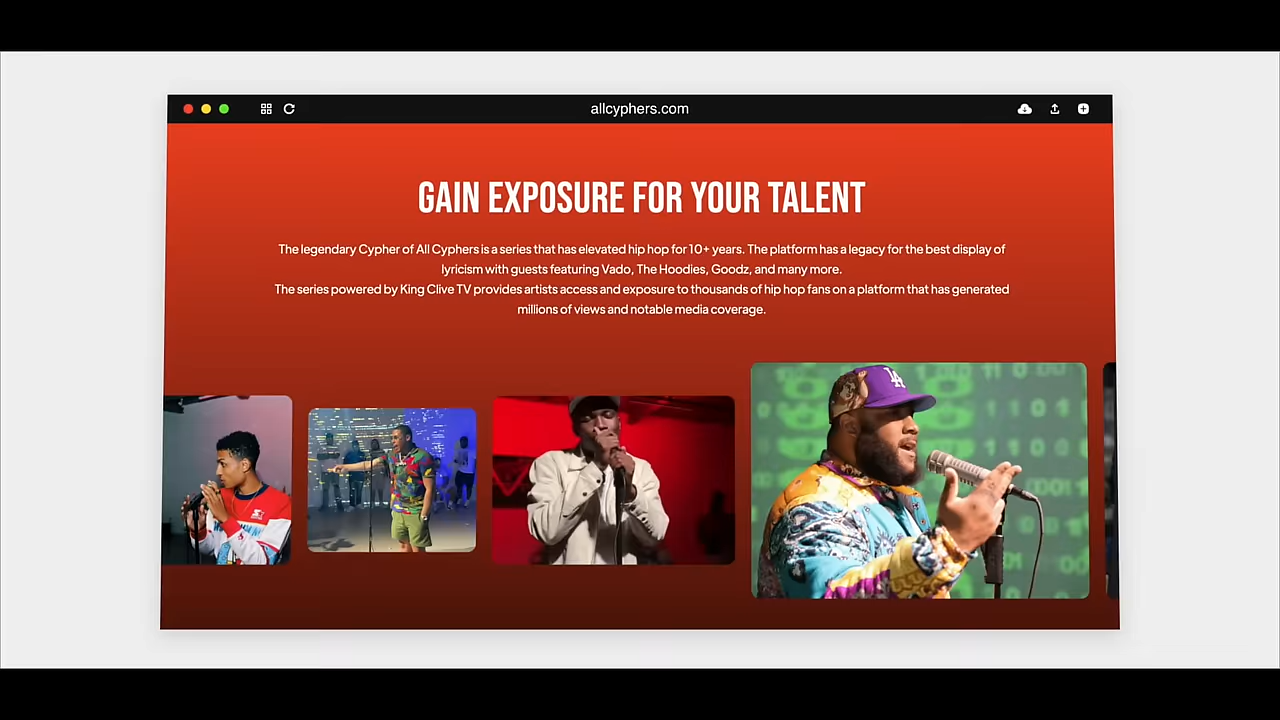 allcyphers.com
GAIN EXPOSURE FOR YOUR TALENT
The legendary Cypher of All Cyphers is a series that has elevated hip hop for 10+ years. The platform has a legacy for the best display of
lyricism with guests featuring Vado, The Hoodies, Goodz, and many more.
The series powered by King Clive TV provides artists access and exposure to thousands of hip hop fans on a platform that has generated
millions of views and notable media coverage.
LA